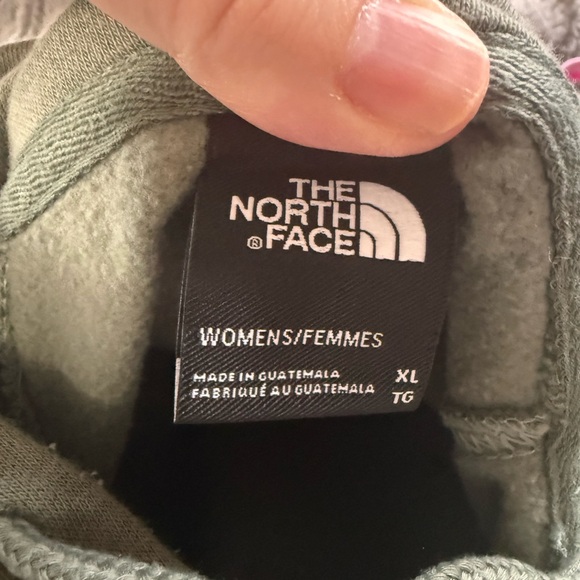 THE
NORTH
® FACE
WOMENS/FEMMES
MADE IN GUATEMALA XL
FABRIQUÉ AU GUATEMALA TG